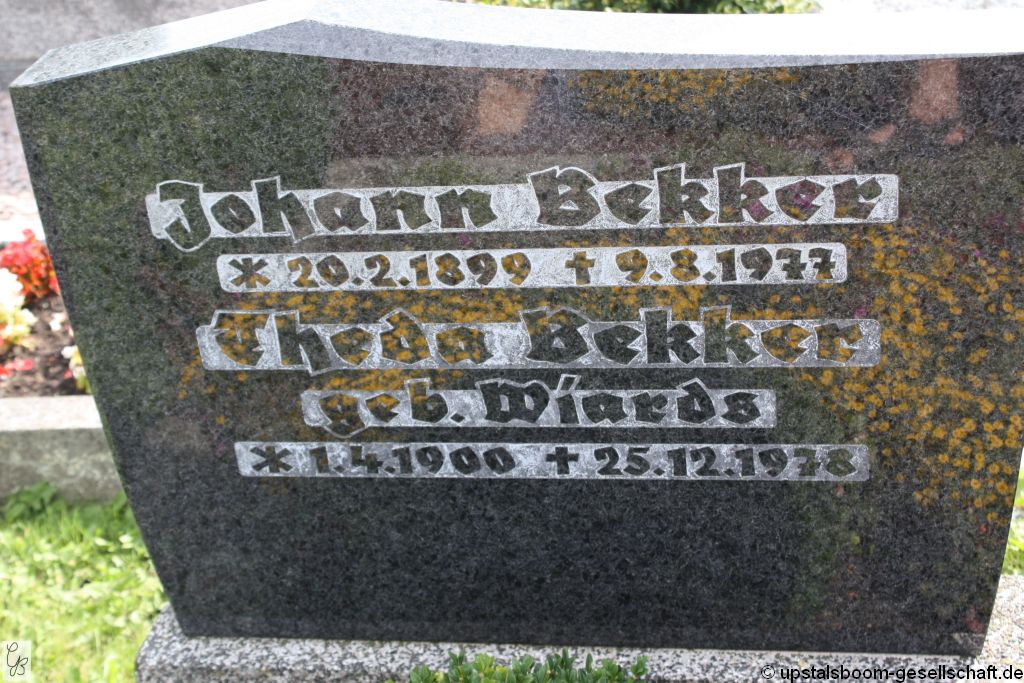 Johann Bekker
* 20.2.1899 † 9.8.1977
Theda Bekker
geb. Wiards
* 1.4.1900 † 25.12.1978
GB
© upstalsboom-gesellschaft.de